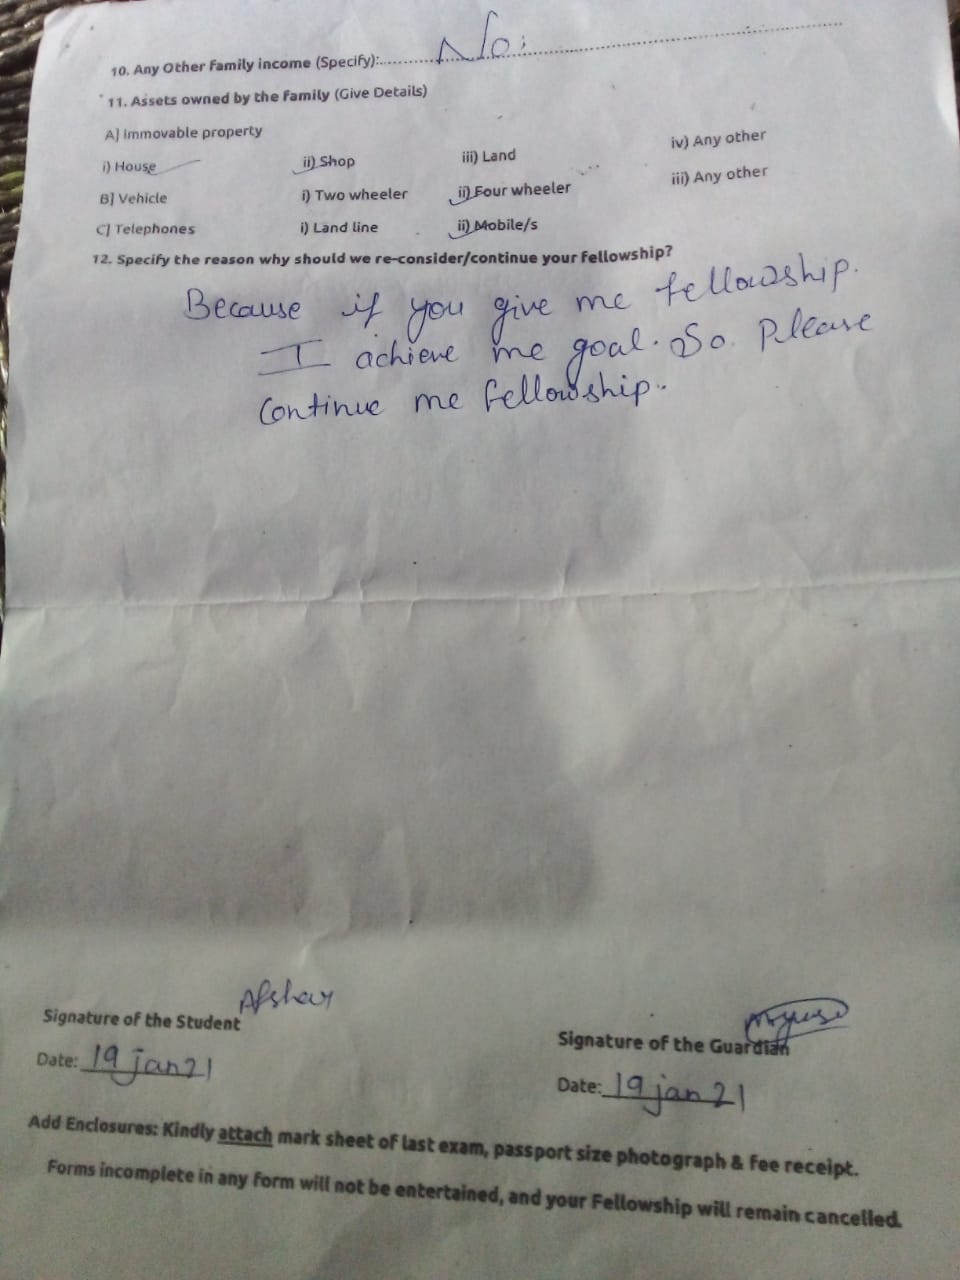 10. Any Other Family income (Specify):......... No. ..........
11. Assets owned by the family (Give Details)
A] Immovable property
i) House ii) Shop iii) Land iv) Any other
B] Vehicle i) Two wheeler ii) Four wheeler iii) Any other
C] Telephones i) Land line ii) Mobile/s
12. Specify the reason why should we re-consider/continue your fellowship?
Because if you give me fellowship.
I achieve me goal. So. Please
Continue me fellowship..
Signature of the Student Afshar
Signature of the Guardian
Date: 19 jan 21
Date: 19 jan 21
Add Enclosures: Kindly attach mark sheet of last exam, passport size photograph & fee receipt.
Forms incomplete in any form will not be entertained, and your Fellowship will remain cancelled.